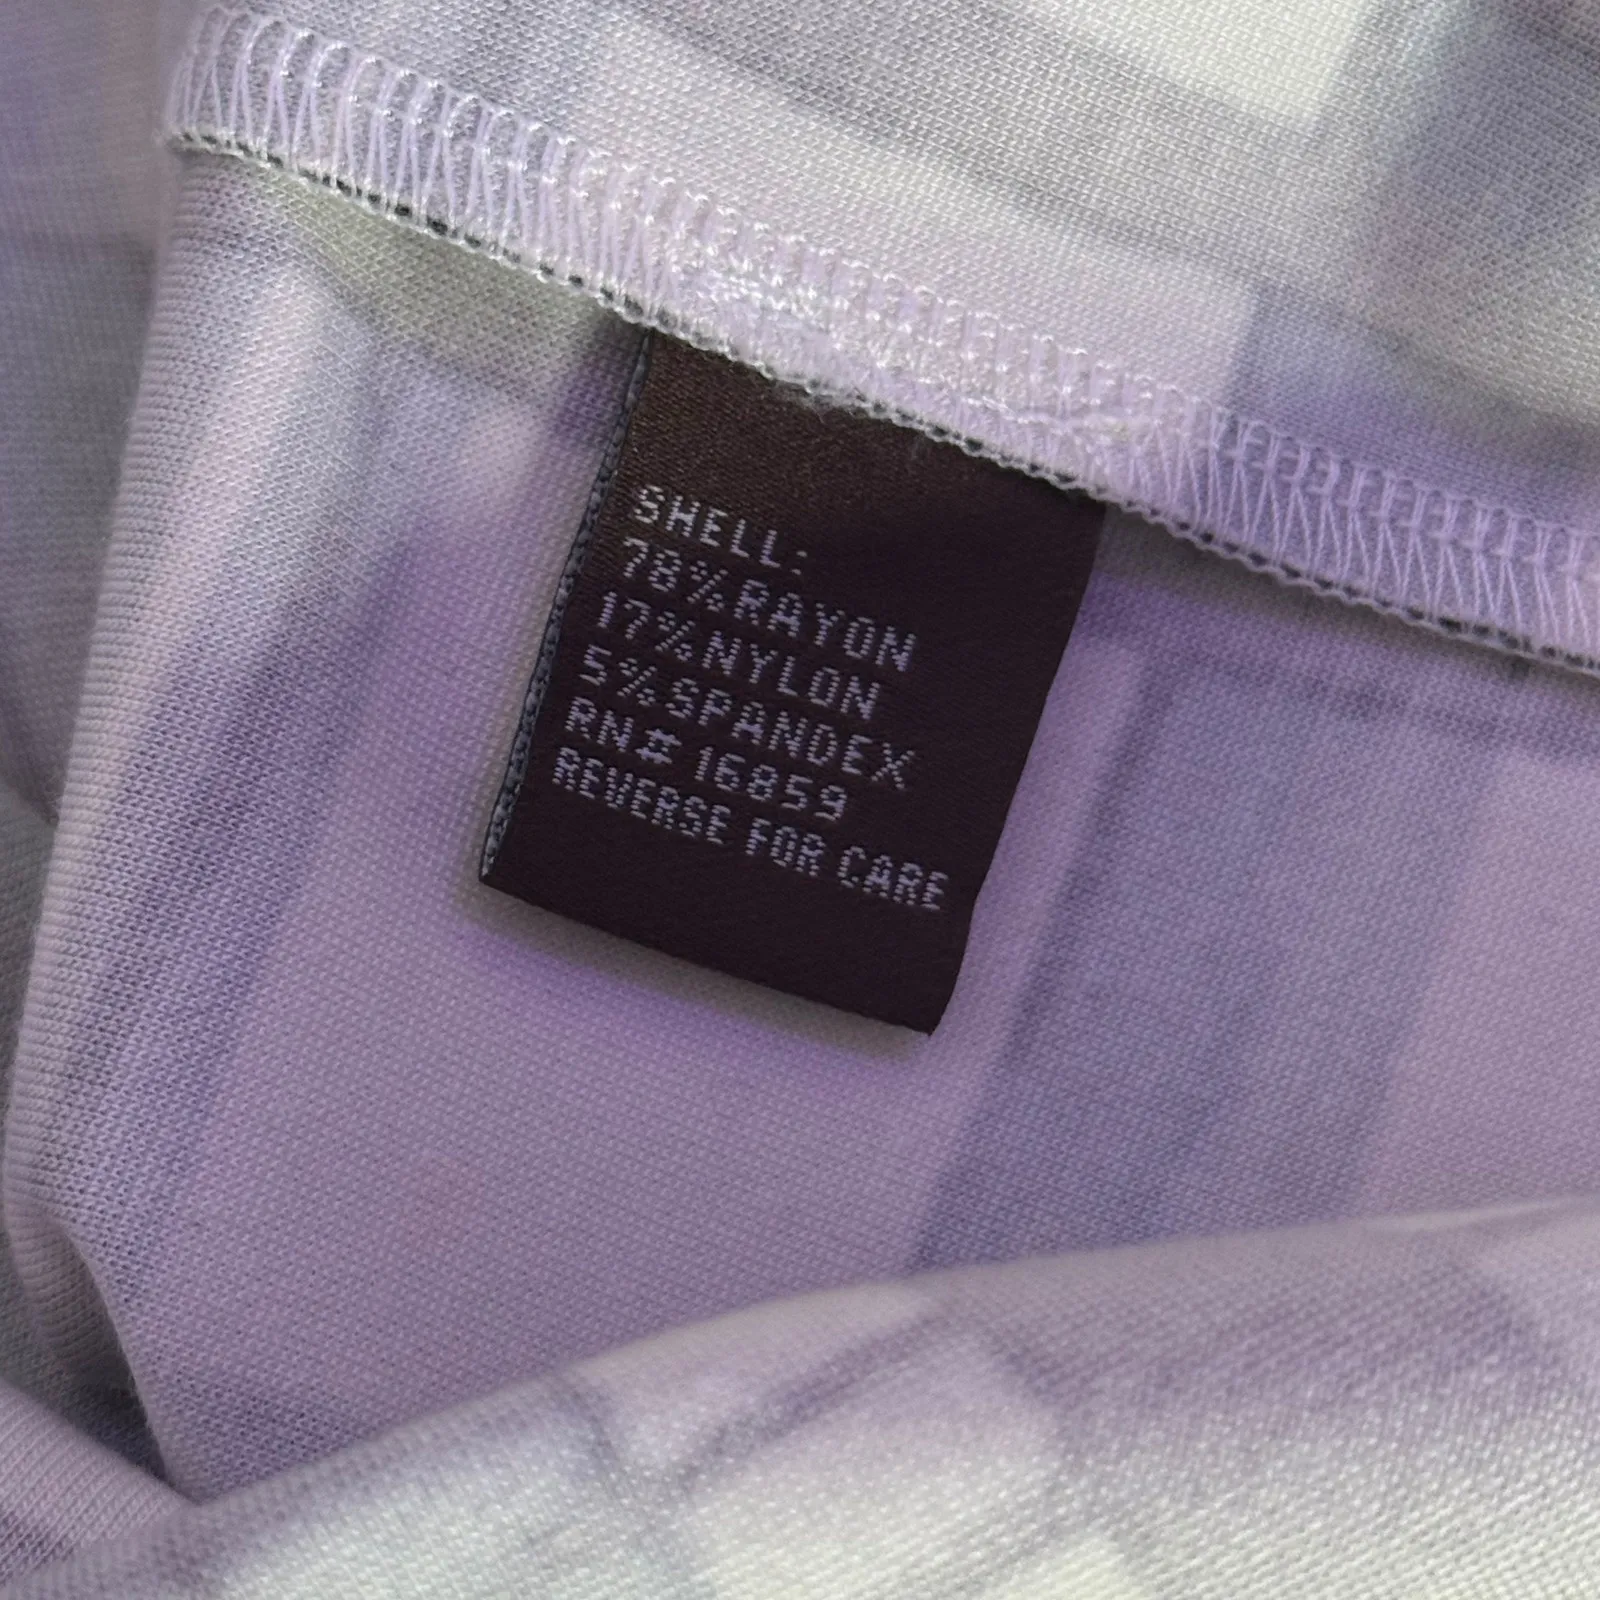 SHELL:
78%RAYON
17%NYLON
5%SPANDEX
RN# 16859
REVERSE FOR CARE